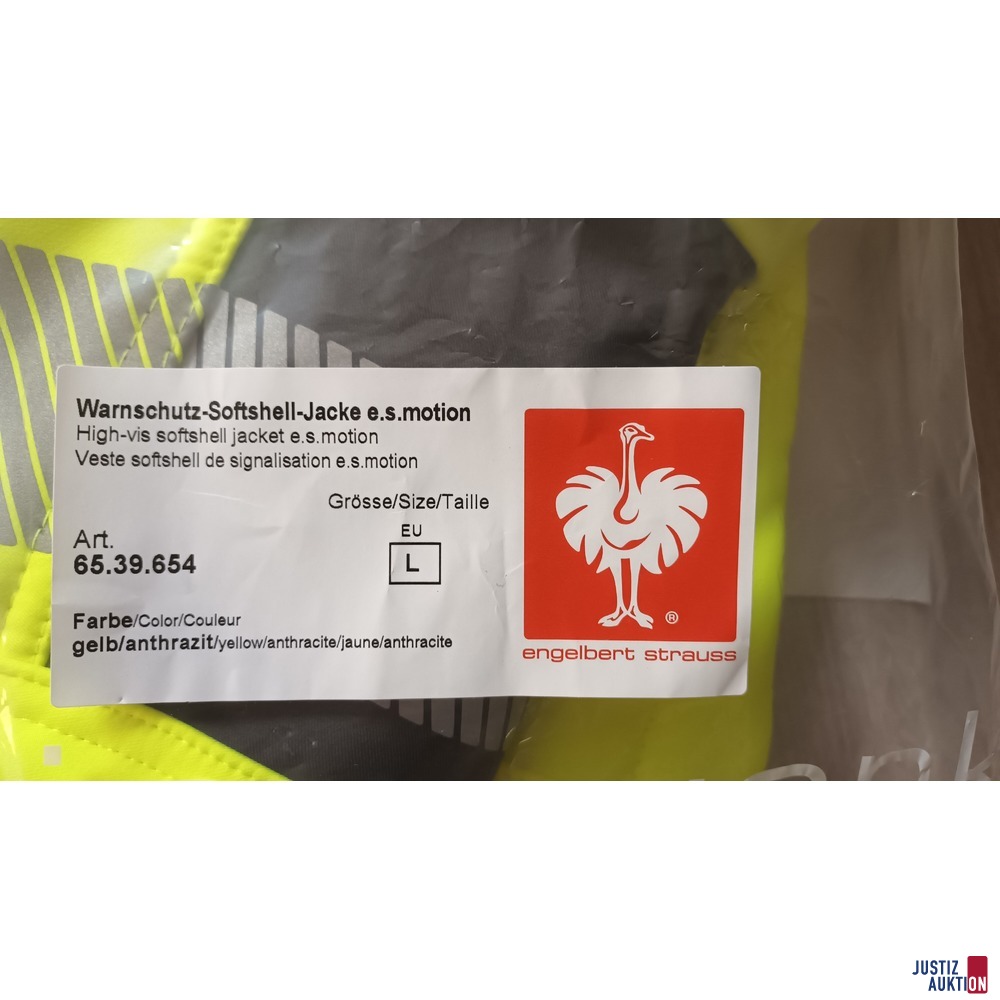 Warnschutz-Softshell-Jacke e.s.motion
High-vis softshell jacket e.s.motion
Veste softshell de signalisation e.s.motion
Grösse/Size/Taille
EU
L
Art.
65.39.654
Farbe/Color/Couleur
gelb/anthrazit/yellow/anthracite/jaune/anthracite
®
engelbert strauss
JUSTIZ
AUKTION